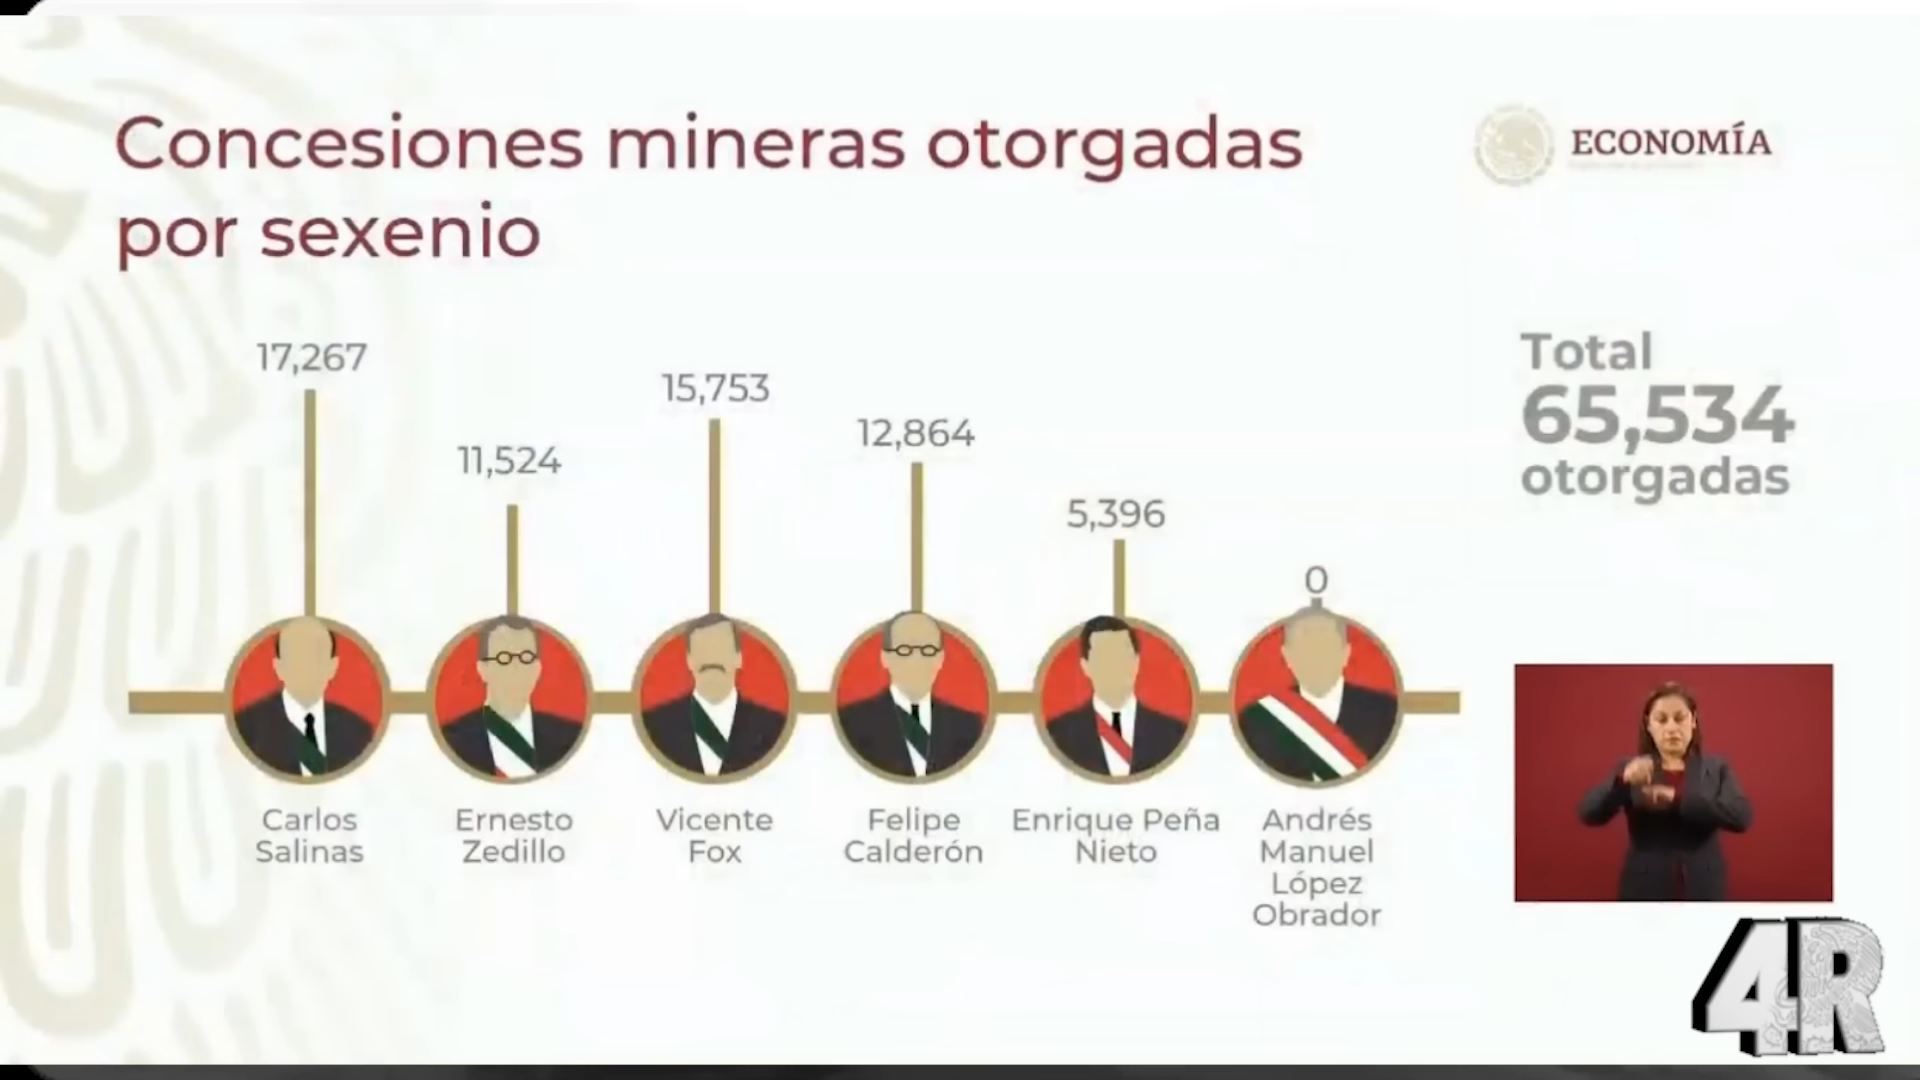 Concesiones mineras otorgadas
por sexenio
ECONOMÍA
17,267
11,524
15,753
12,864
5,396
0
Total
65,534
otorgadas
Carlos
Salinas
Ernesto
Zedillo
Vicente
Fox
Felipe
Calderón
Enrique Peña
Nieto
Andrés
Manuel
López
Obrador
4R